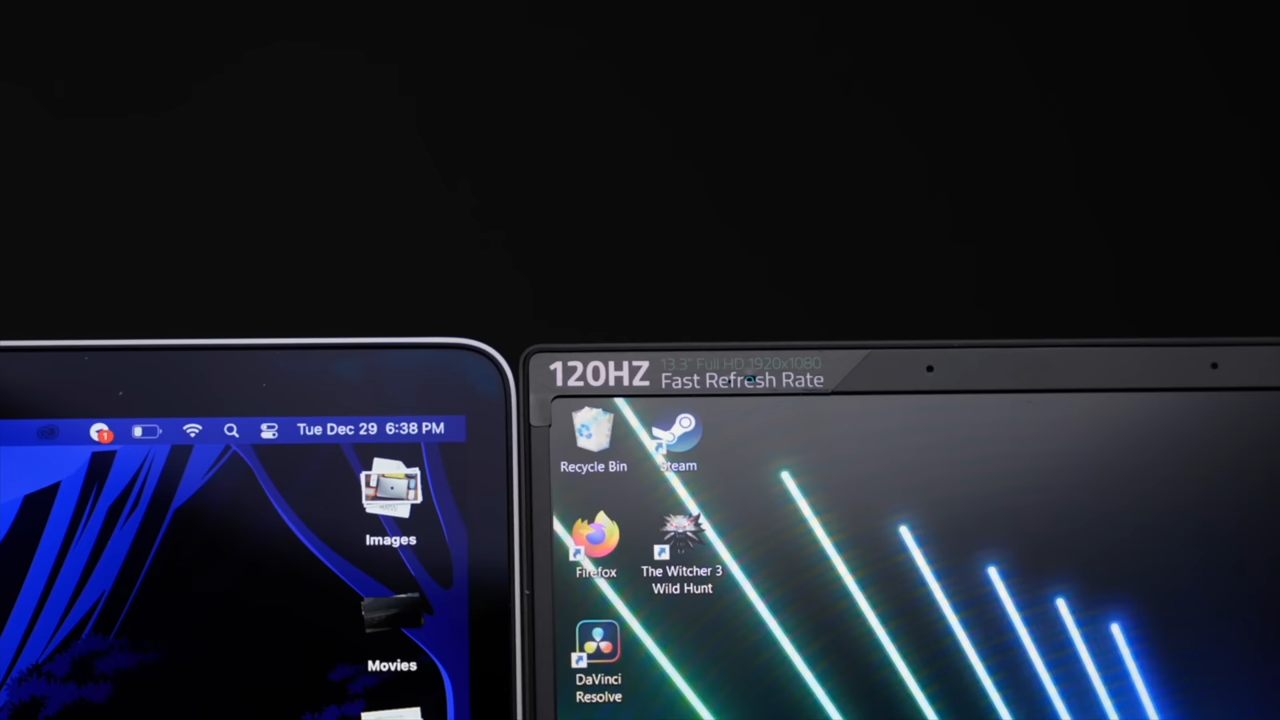 1
Tue Dec 29 6:38 PM
Images
Movies
120HZ
13.3" Full HD 1920x1080
Fast Refresh Rate
Recycle Bin
Steam
Firefox
The Witcher 3
Wild Hunt
DaVinci
Resolve